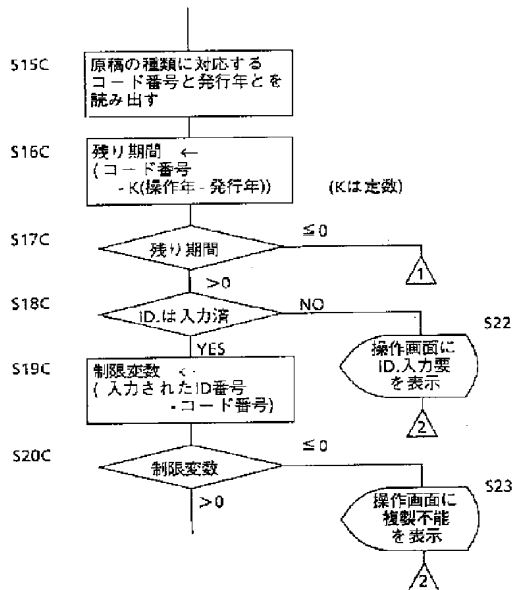 S15C
原稿の種類に対応する
コード番号と発行年とを
読み出す
S16C
残り期間 ←
(コード番号
-K(操作年-発行年))
(Kは定数)
S17C
残り期間
≦0
1
>0
S18C
ID.は入力済
NO
S22
操作画面に
ID.入力要
を表示
2
YES
S19C
制限変数 ←
(入力されたID番号
-コード番号)
S20C
制限変数
≦0
S23
操作画面に
複製不能
を表示
2
>0